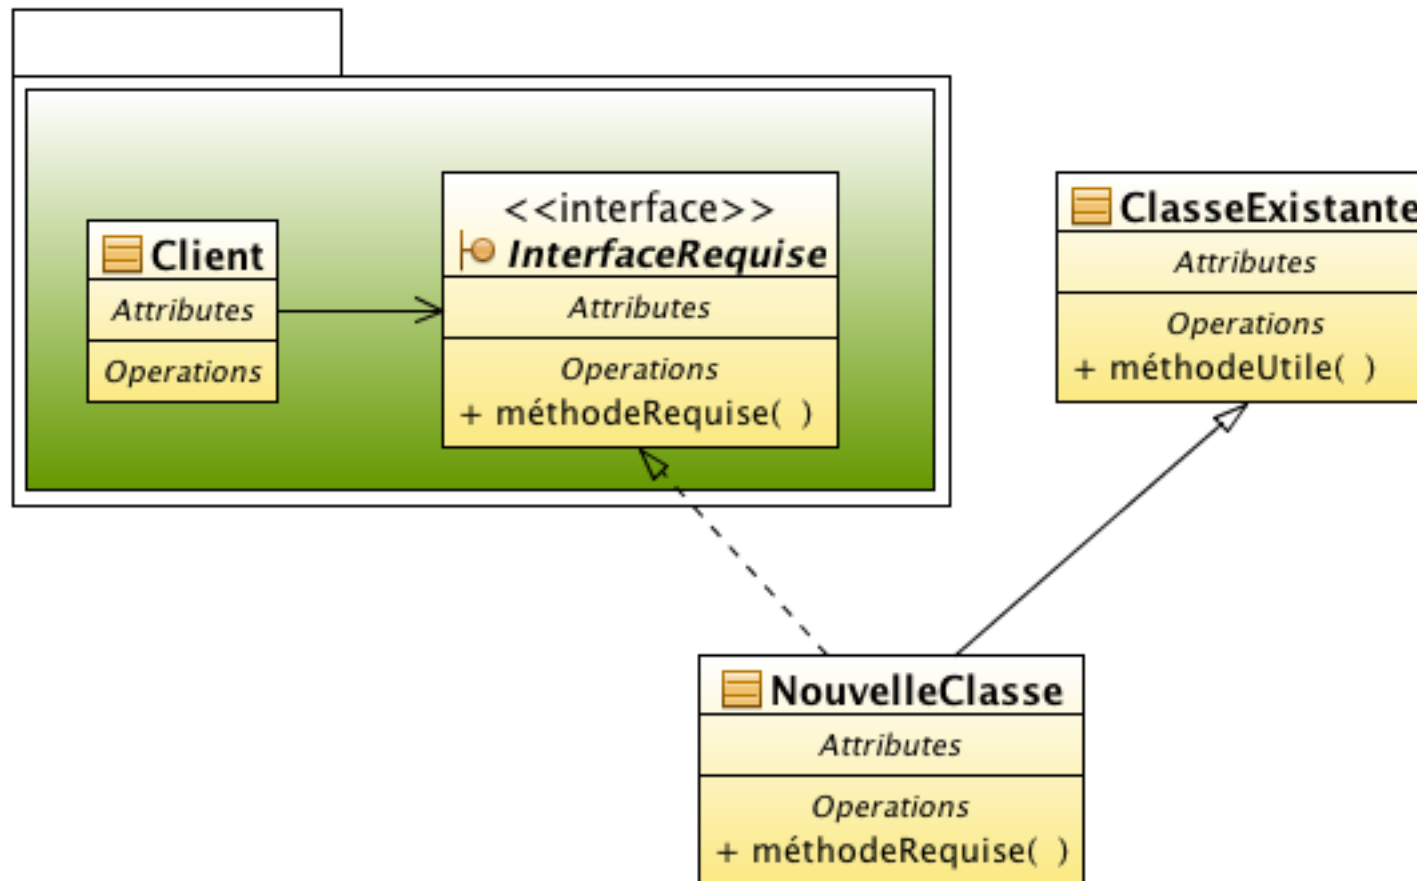 Client
Attributes
Operations
<<interface>>
InterfaceRequise
Attributes
Operations
+ méthodeRequise( )
ClasseExistante
Attributes
Operations
+ méthodeUtile( )
NouvelleClasse
Attributes
Operations
+ méthodeRequise( )